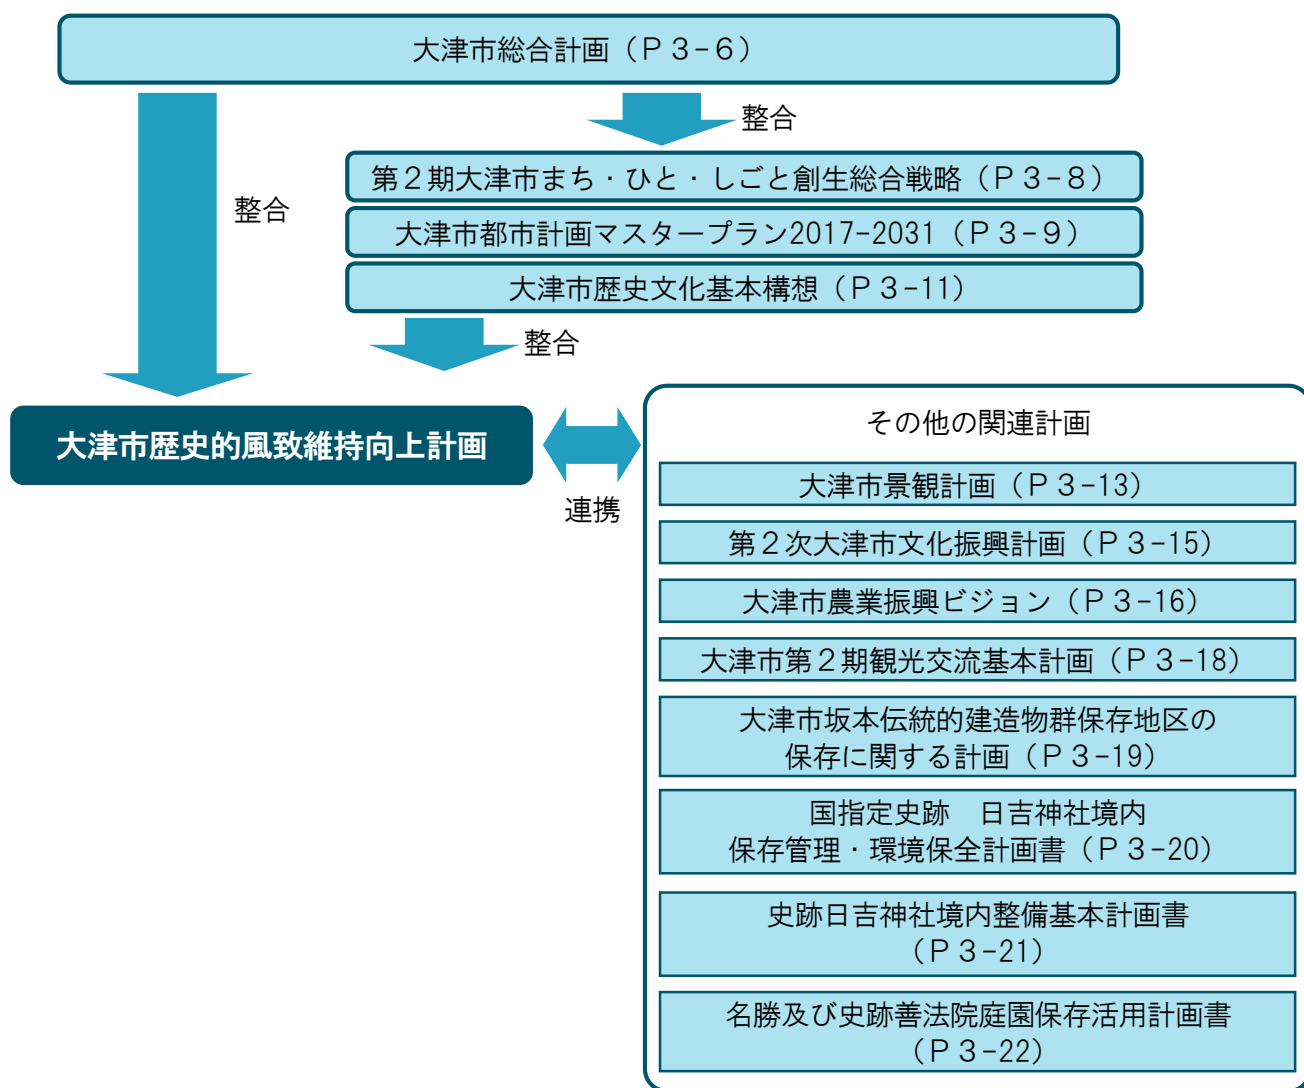 大津市総合計画（Ｐ３-６）
整合
整合
第２期大津市まち・ひと・しごと創生総合戦略（Ｐ３-８）
大津市都市計画マスタープラン2017-2031（Ｐ３-９）
大津市歴史文化基本構想（Ｐ３-11）
整合
大津市歴史的風致維持向上計画
連携
その他の関連計画
大津市景観計画（Ｐ３-13）
第２次大津市文化振興計画（Ｐ３-15）
大津市農業振興ビジョン（Ｐ３-16）
大津市第２期観光交流基本計画（Ｐ３-18）
大津市坂本伝統的建造物群保存地区の
保存に関する計画（Ｐ３-19）
国指定史跡　日吉神社境内
保存管理・環境保全計画書（Ｐ３-20）
史跡日吉神社境内整備基本計画書
（Ｐ３-21）
名勝及び史跡善法院庭園保存活用計画書
（Ｐ３-22）